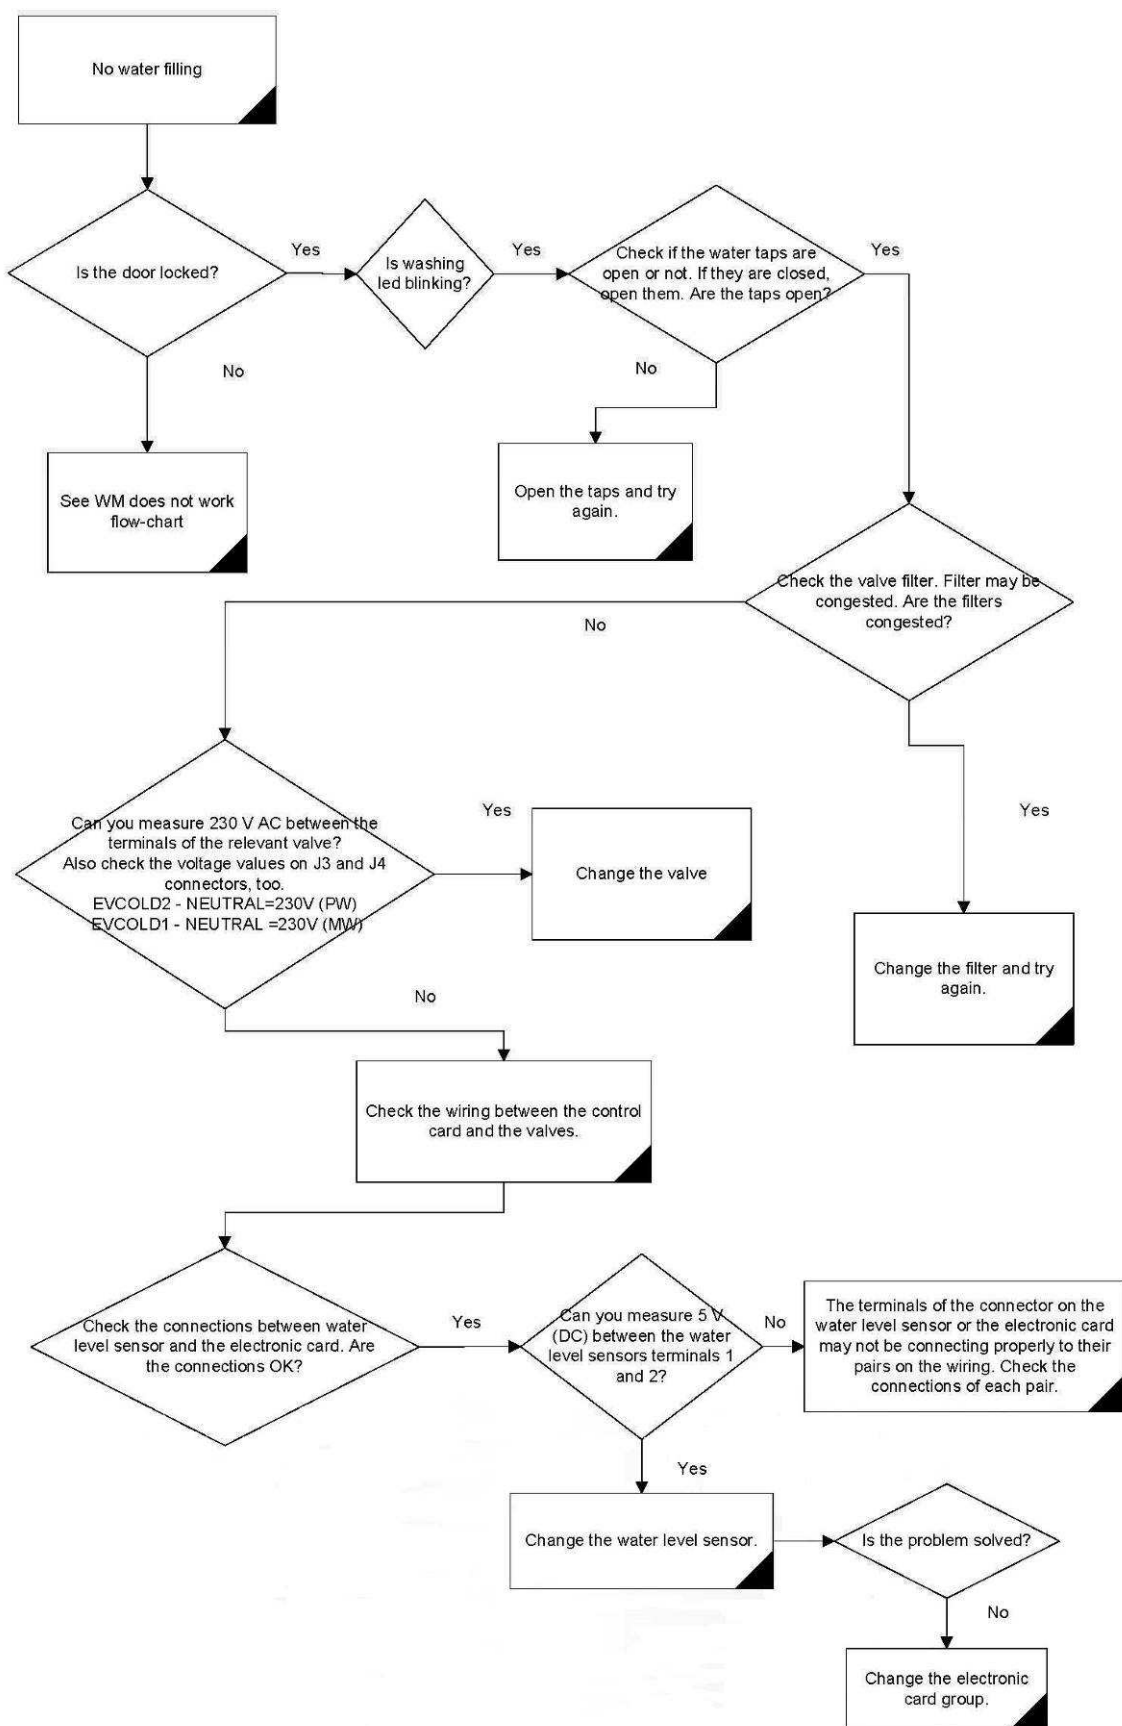 No water filling
Is the door locked?
Yes
Is washing
led blinking?
Yes
Check if the water taps are
open or not. If they are closed,
open them. Are the taps open?
Yes
No
No
See WM does not work
flow-chart
Open the taps and try
again.
Check the valve filter. Filter may be
congested. Are the filters
congested?
No
Yes
Can you measure 230 V AC between the
terminals of the relevant valve?
Also check the voltage values on J3 and J4
connectors, too.
EVCOLD2 - NEUTRAL=230V (PW)
EVCOLD1 - NEUTRAL =230V (MW)
Yes
Change the valve
Change the filter and try
again.
No
Check the wiring between the control
card and the valves.
Check the connections between water
level sensor and the electronic card. Are
the connections OK?
Yes
Can you measure 5 V
(DC) between the water
level sensors terminals 1
and 2?
No
The terminals of the connector on the
water level sensor or the electronic card
may not be connecting properly to their
pairs on the wiring. Check the
connections of each pair.
Yes
Change the water level sensor.
Is the problem solved?
No
Change the electronic
card group.